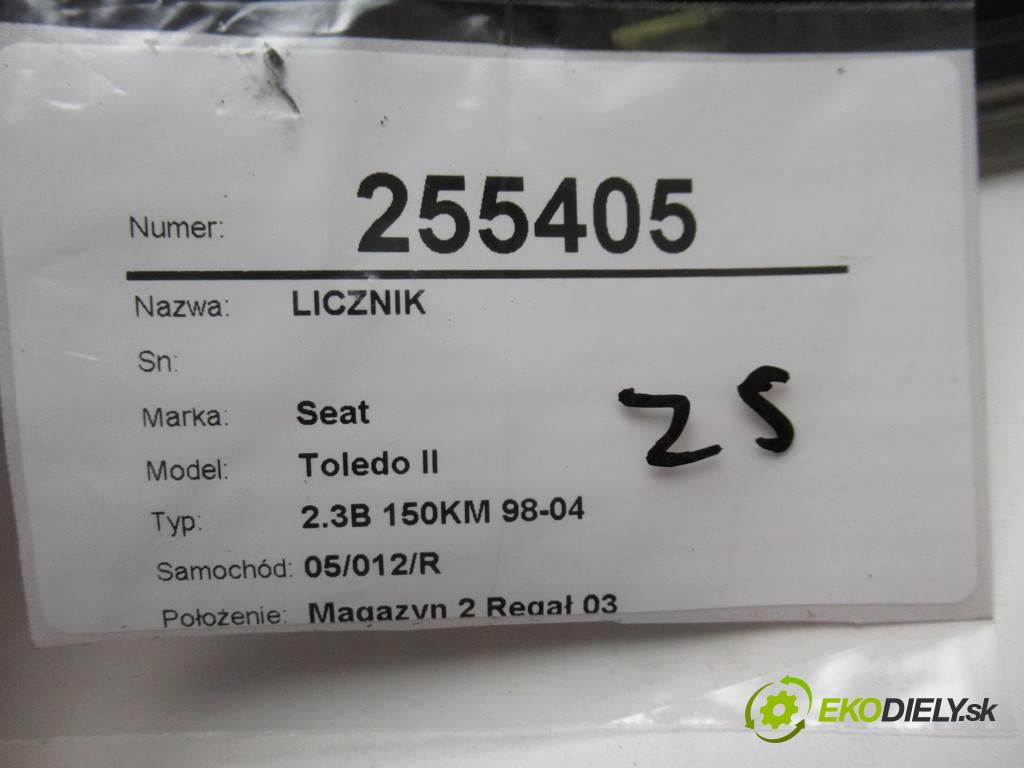 Numer: 255405
Nazwa: LICZNIK
Sn:
Marka: Seat
Model: Toledo II
Typ: 2.3B 150KM 98-04
Samochód: 05/012/R
Położenie: Magazyn 2 Regał 03
ZS
EKODIELY.sk